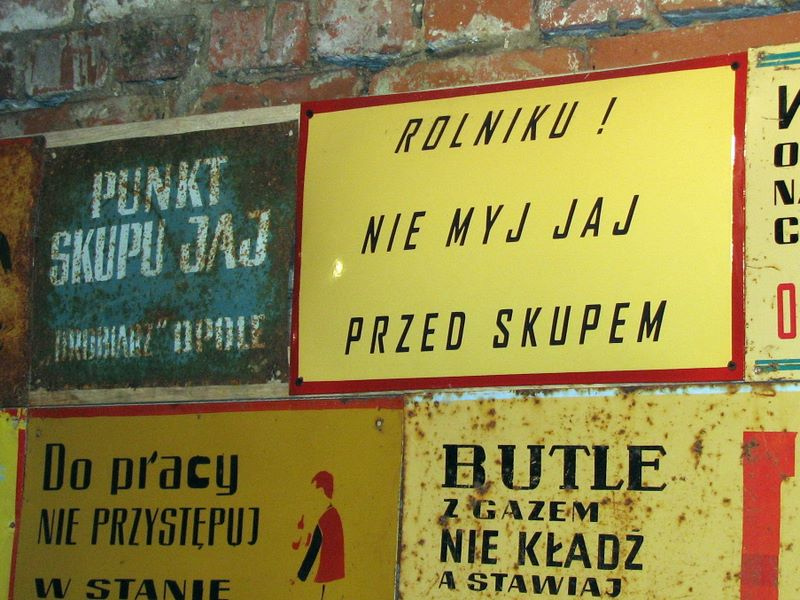 PUNKT
SKUPU JAJ
„DROBIARZ” OPOLE
ROLNIKU !
NIE MYJ JAJ
PRZED SKUPEM
Do pracy
NIE PRZYSTĘPUJ
W STANIE
BUTLE
Z GAZEM
NIE KŁADŹ
A STAWIAJ